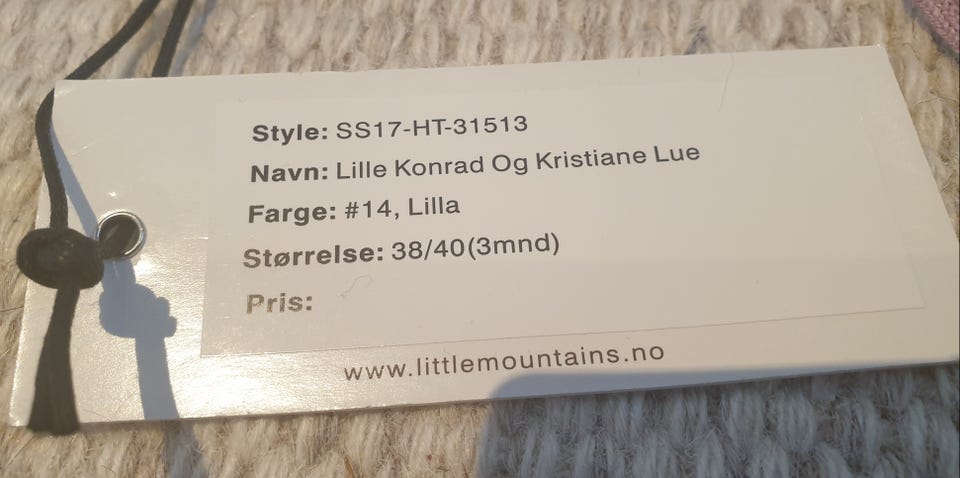 Style: SS17-HT-31513
Navn: Lille Konrad Og Kristiane Lue
Farge: #14, Lilla
Størrelse: 38/40(3mnd)
Pris:
www.littlemountains.no